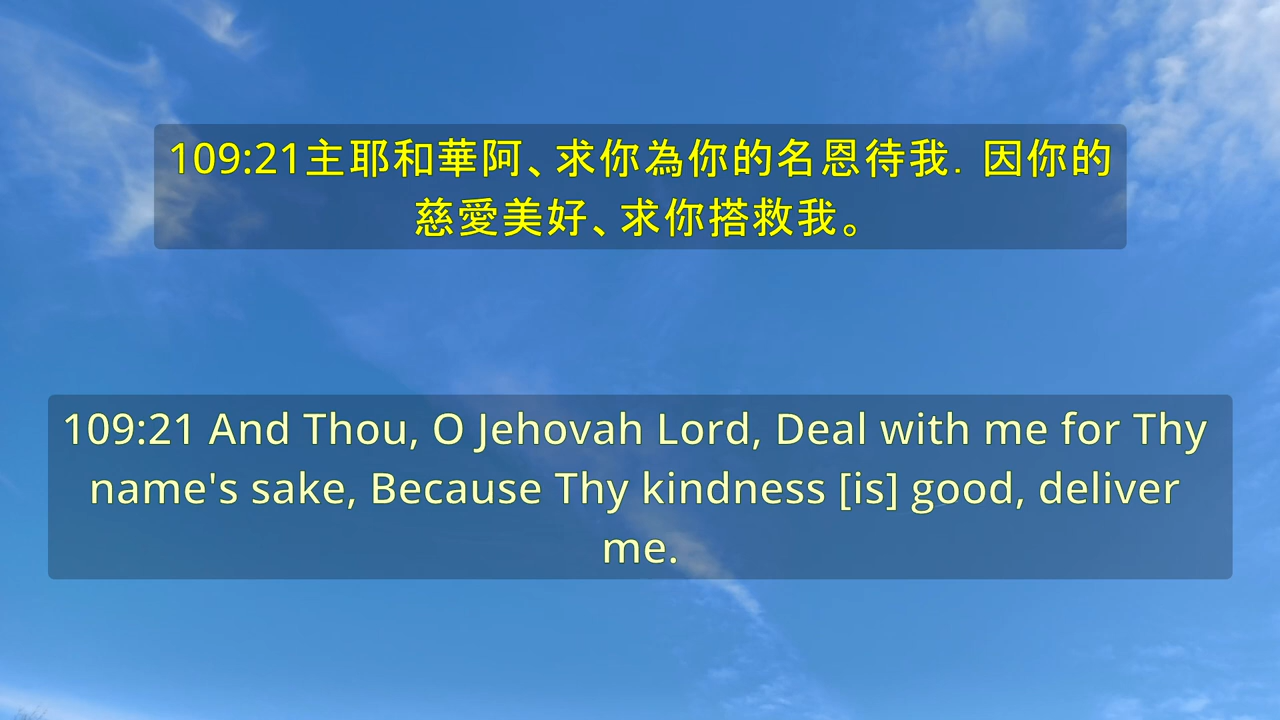 109:21主耶和華阿、求你為你的名恩待我．因你的
慈愛美好、求你搭救我。
109:21 And Thou, O Jehovah Lord, Deal with me for Thy
name's sake, Because Thy kindness [is] good, deliver
me.